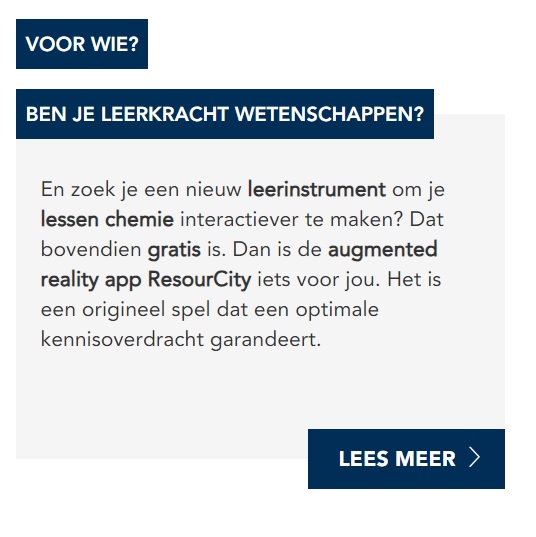 VOOR WIE?
BEN JE LEERKRACHT WETENSCHAPPEN?
En zoek je een nieuw leerinstrument om je
lessen chemie interactiever te maken? Dat
bovendien gratis is. Dan is de augmented
reality app ResourCity iets voor jou. Het is
een origineel spel dat een optimale
kennisoverdracht garandeert.
LEES MEER